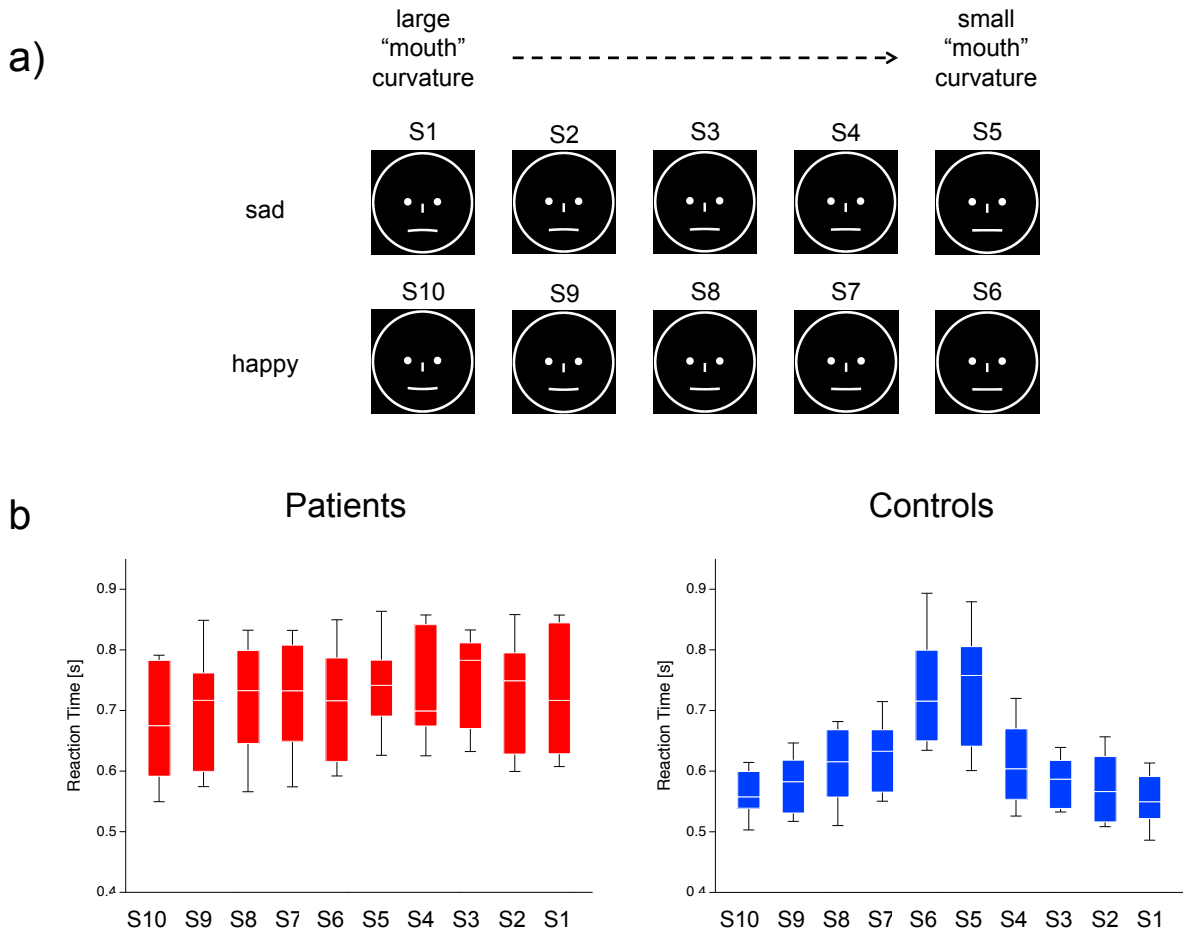 a)
large
“mouth”
curvature
small
“mouth”
curvature
S1 S2 S3 S4 S5
sad
S10 S9 S8 S7 S6
happy
b
Patients
Reaction Time [s]
0.9
0.8
0.7
0.6
0.5
0.4
S10 S9 S8 S7 S6 S5 S4 S3 S2 S1
Controls
Reaction Time [s]
0.9
0.8
0.7
0.6
0.5
0.4
S10 S9 S8 S7 S6 S5 S4 S3 S2 S1